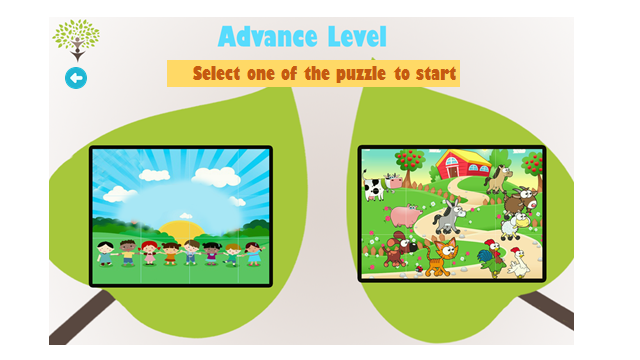 Advance Level
Select one of the puzzle to start